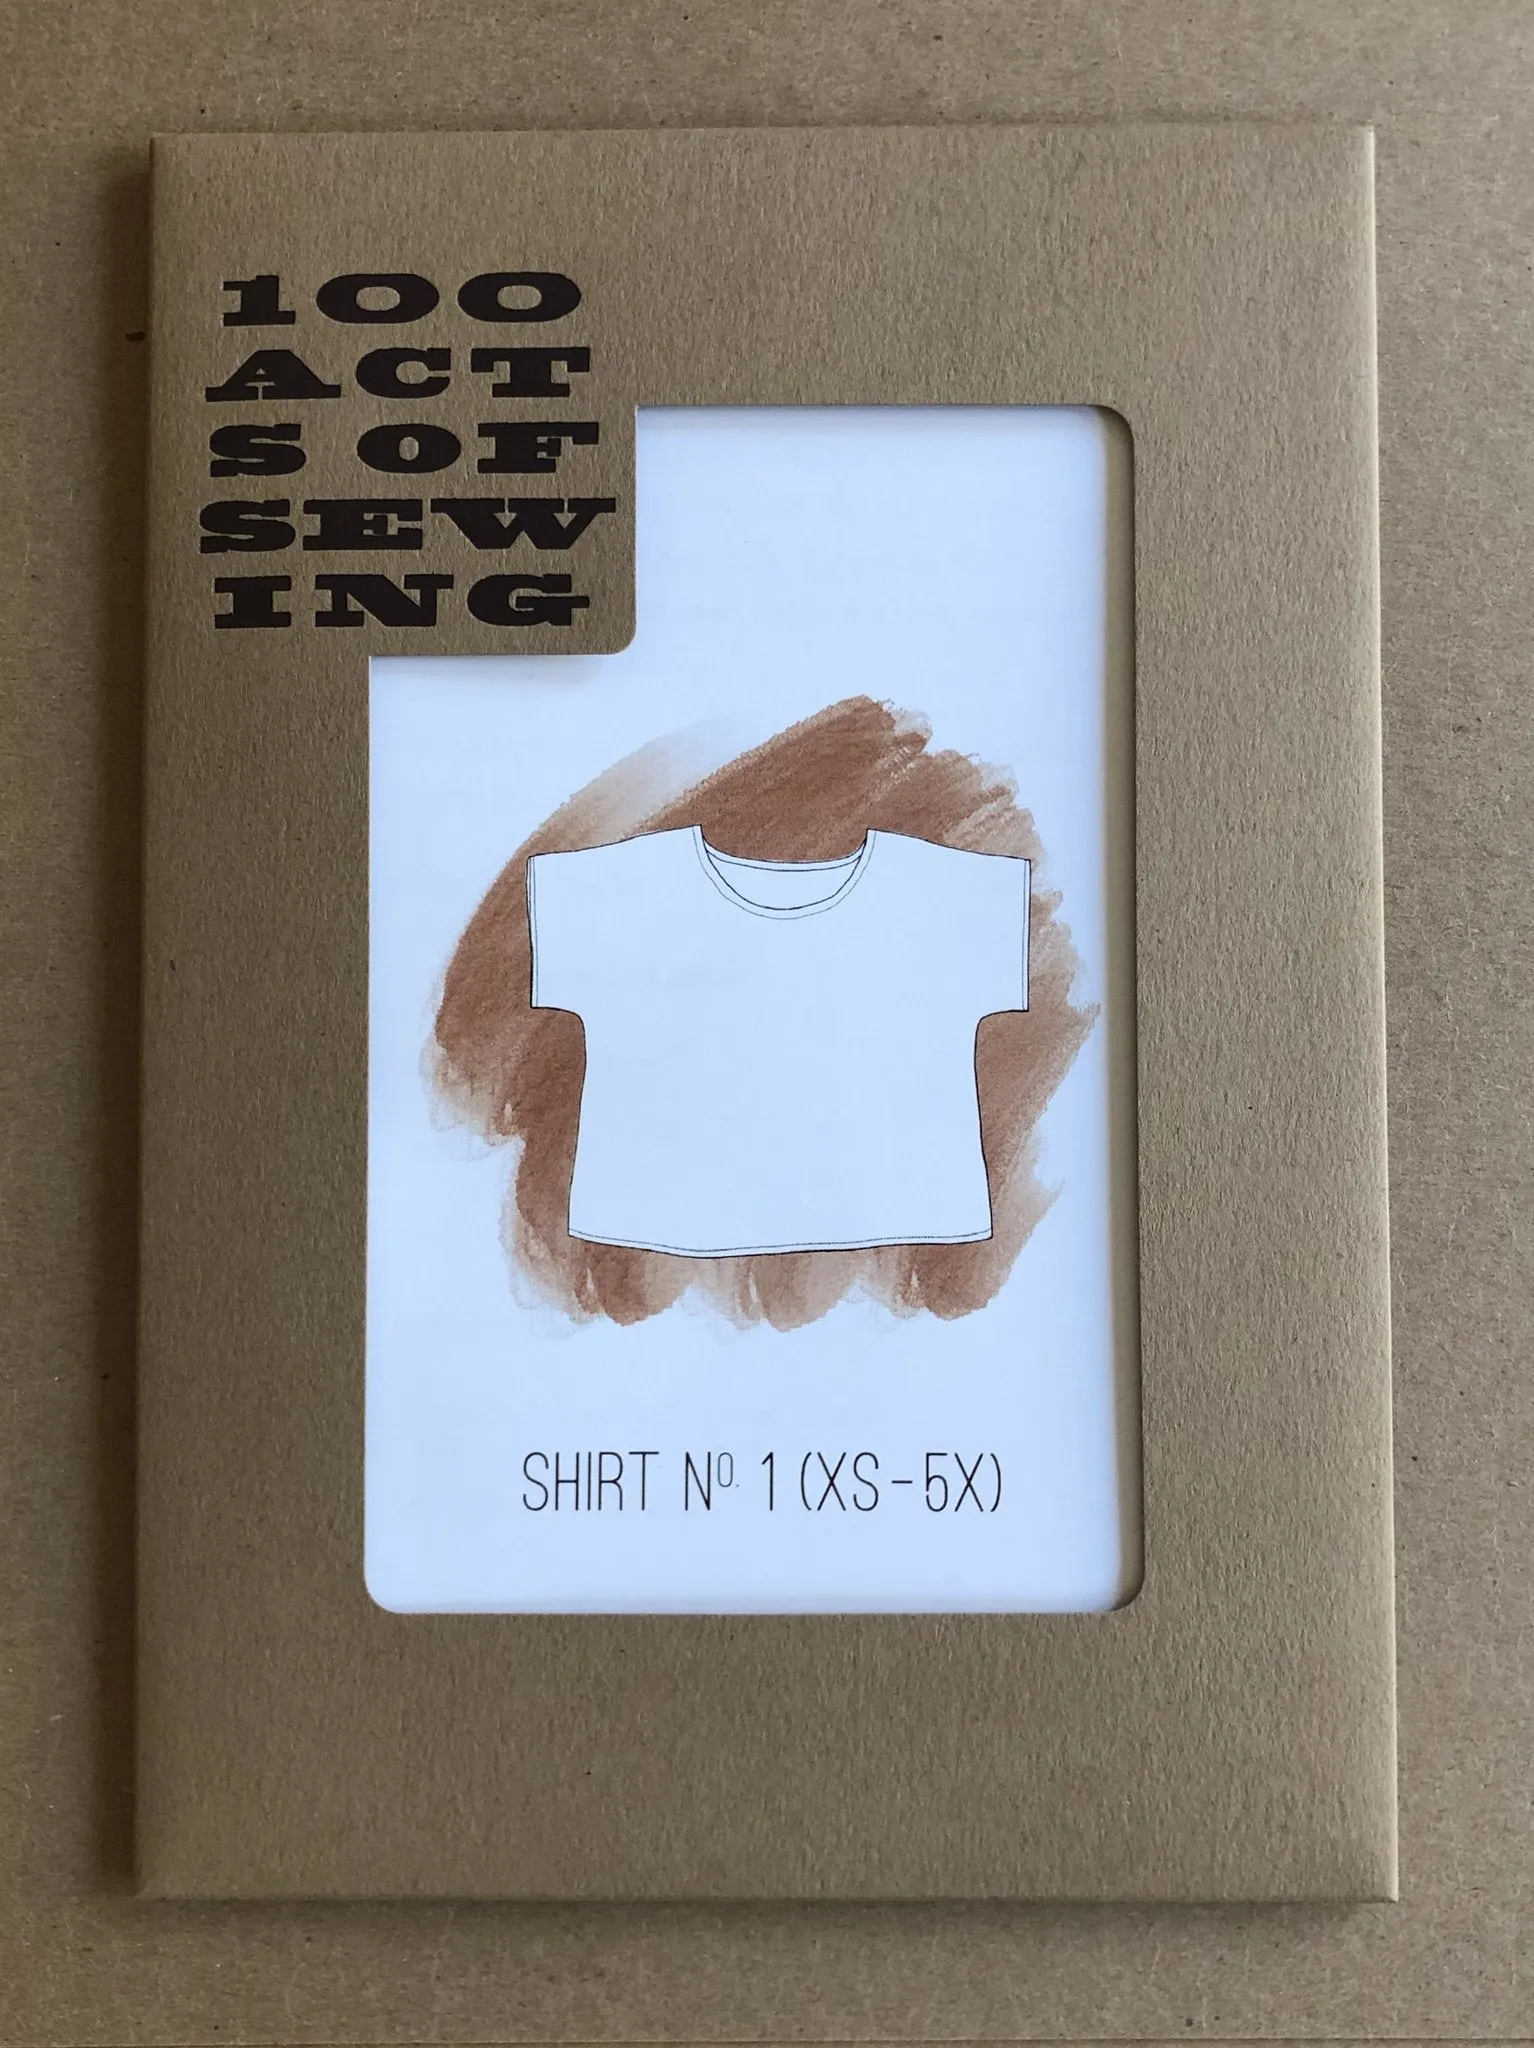 100
ACT
S OF
SEW
ING
SHIRT Nº. 1 (XS-5X)